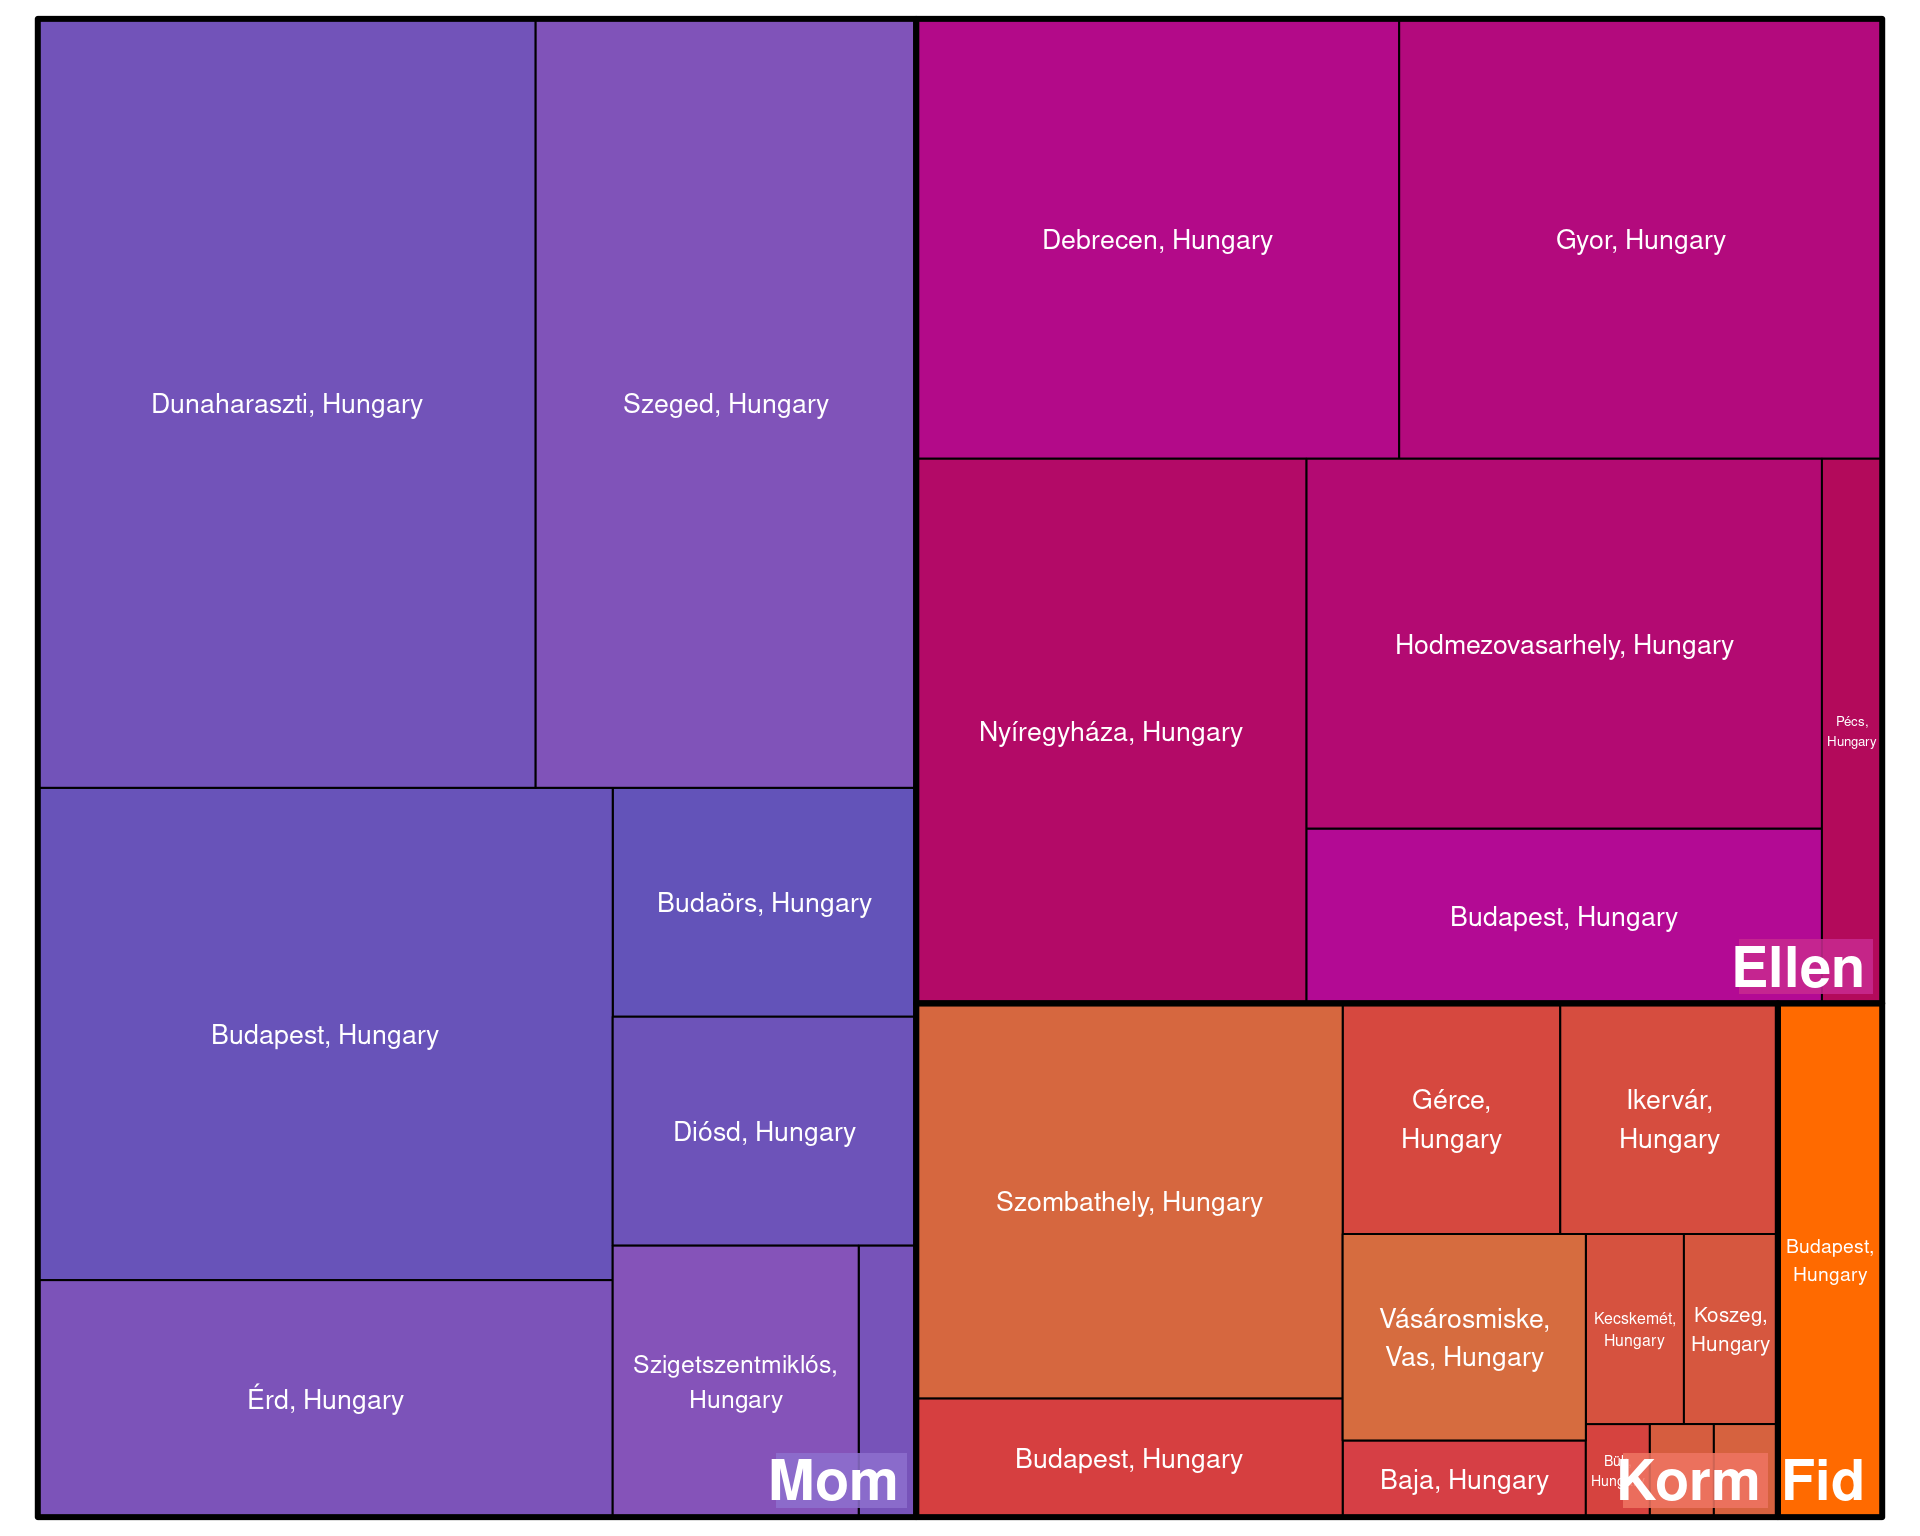 Dunaharaszti, Hungary
Szeged, Hungary
Budapest, Hungary
Budaörs, Hungary
Diósd, Hungary
Érd, Hungary
Szigetszentmiklós,
Hungary
Mom
Debrecen, Hungary
Gyor, Hungary
Nyíregyháza, Hungary
Hodmezovasarhely, Hungary
Pécs,
Hungary
Budapest, Hungary
Ellen
Szombathely, Hungary
Gérce,
Hungary
Ikervár,
Hungary
Vásárosmiske,
Vas, Hungary
Kecskemét,
Hungary
Koszeg,
Hungary
Budapest, Hungary
Baja, Hungary
Korm
Budapest,
Hungary
Fid